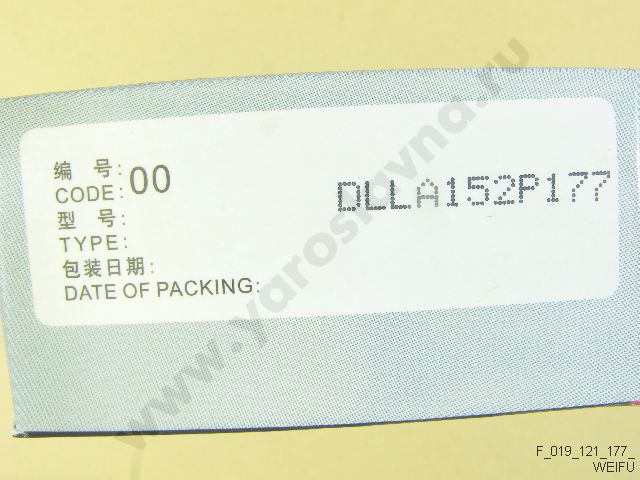 编 号:
CODE: 00
DLLA152P177
型 号:
TYPE:
包装日期:
DATE OF PACKING:
www.yaroslavna.ru
F_019_121_177_
WEIFU